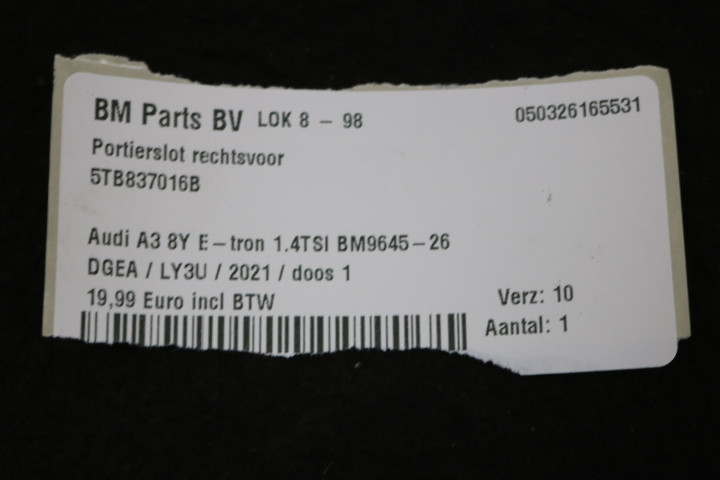 BM Parts BV LOK 8 - 98 050326165531
Portierslot rechtsvoor
5TB837016B
Audi A3 8Y E-tron 1.4TSI BM9645-26
DGEA / LY3U / 2021 / doos 1
19,99 Euro incl BTW Verz: 10
Aantal: 1